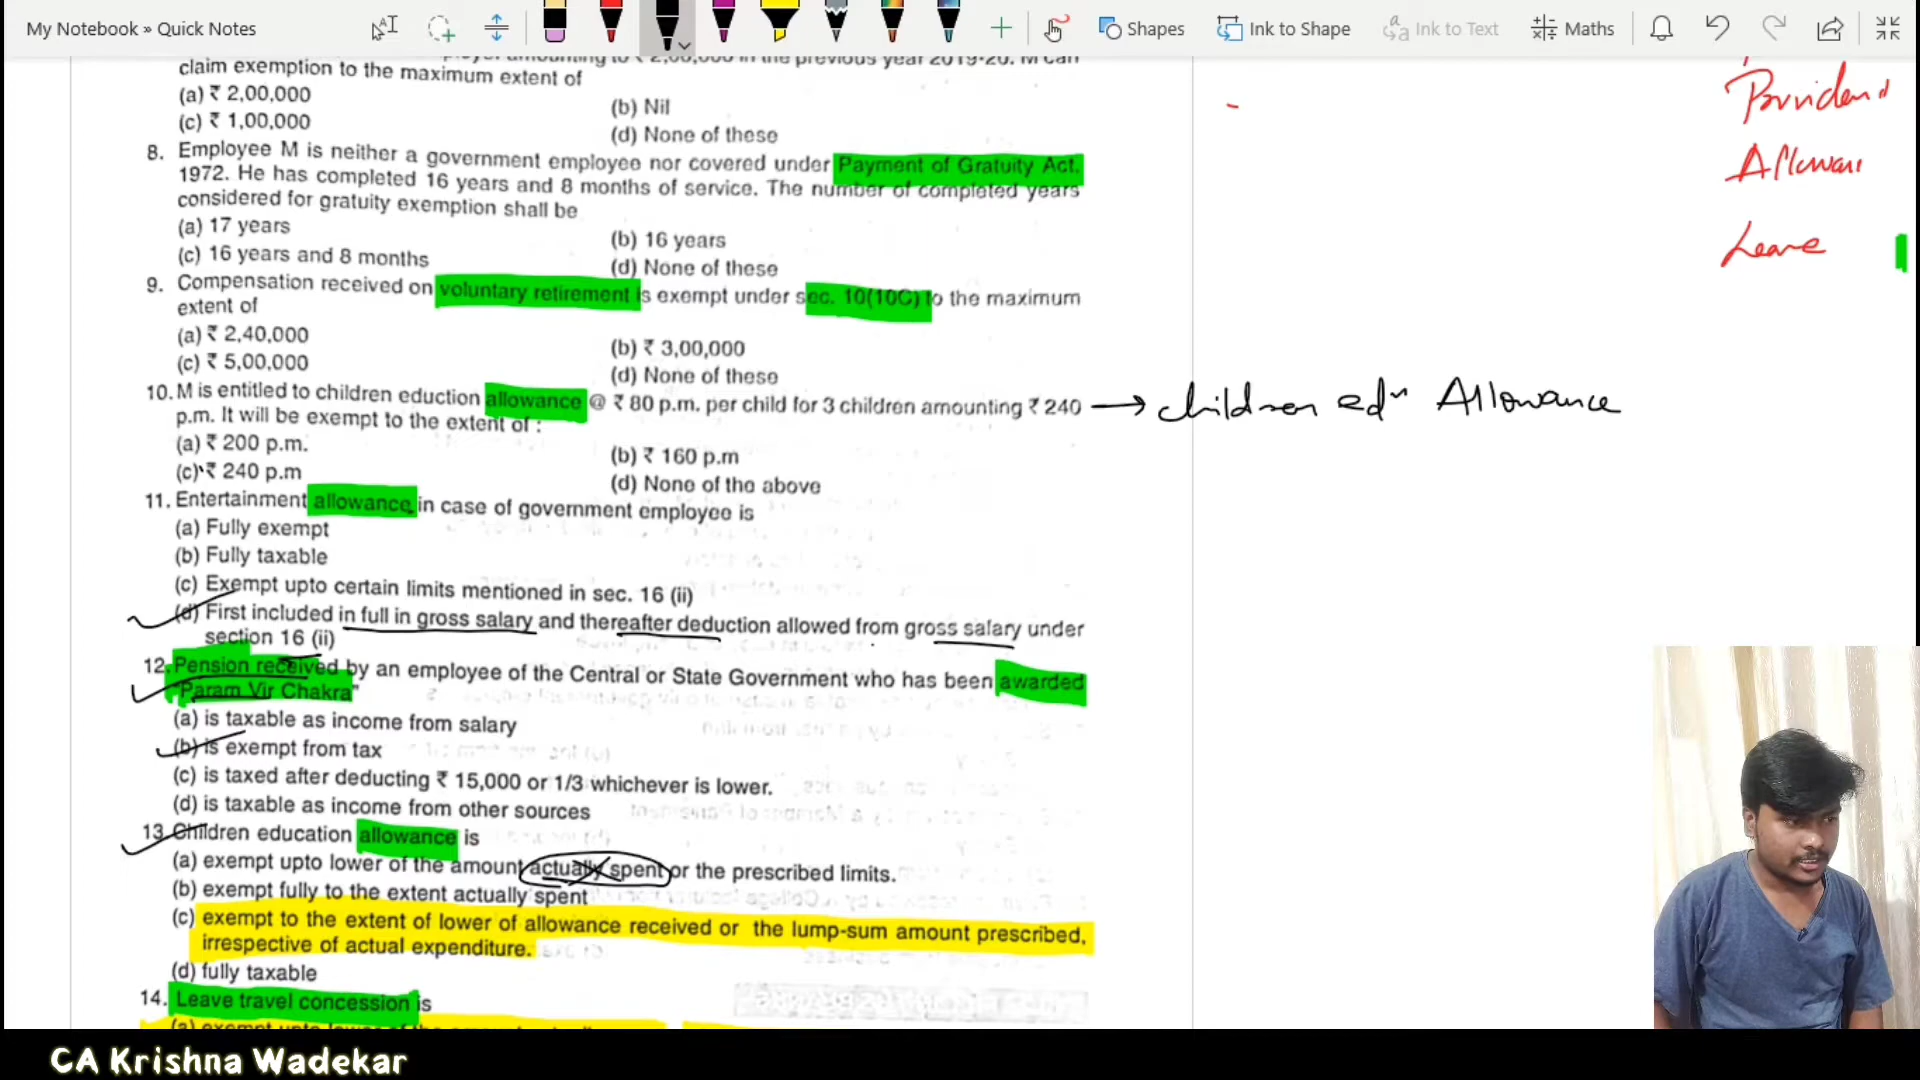 My Notebook » Quick Notes
Shapes
Ink to Shape
Ink to Text
Maths
claim exemption to the maximum extent of
(a) ₹ 2,00,000
(b) Nil
(c) ₹ 1,00,000
(d) None of these
8. Employee M is neither a government employee nor covered under Payment of Gratuity Act.
1972. He has completed 16 years and 8 months of service. The number of completed years
considered for gratuity exemption shall be
(a) 17 years
(b) 16 years
(c) 16 years and 8 months
(d) None of these
9. Compensation received on voluntary retirement is exempt under sec. 10(10C) to the maximum
extent of
(a) ₹ 2,40,000
(b) ₹ 3,00,000
(c) ₹ 5,00,000
(d) None of these
10. M is entitled to children eduction allowance @ ₹ 80 p.m. per child for 3 children amounting ₹ 240
p.m. It will be exempt to the extent of :
(a) ₹ 200 p.m.
(b) ₹ 160 p.m
(c) ₹ 240 p.m
(d) None of the above
11. Entertainment allowance in case of government employee is
(a) Fully exempt
(b) Fully taxable
(c) Exempt upto certain limits mentioned in sec. 16 (ii)
(d) First included in full in gross salary and thereafter deduction allowed from gross salary under
section 16 (ii)
12. Pension received by an employee of the Central or State Government who has been awarded
"Param Vir Chakra"
(a) is taxable as income from salary
(b) is exempt from tax
(c) is taxed after deducting ₹ 15,000 or 1/3 whichever is lower.
(d) is taxable as income from other sources
13. Children education allowance is
(a) exempt upto lower of the amount actually spent or the prescribed limits.
(b) exempt fully to the extent actually spent
(c) exempt to the extent of lower of allowance received or the lump-sum amount prescribed,
irrespective of actual expenditure.
(d) fully taxable
14. Leave travel concession is
Children edn Allowance
Leave
CA Krishna Wadekar